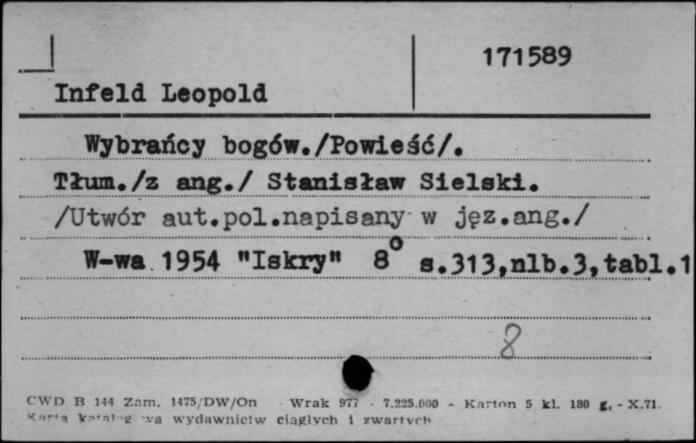 171589
Infeld Leopold
Wybrańcy bogów./Powieść/.
Tłum./z ang./ Stanisław Sielski.
/Utwór aut.pol.napisany w jęz.ang./
W-wa 1954 "Iskry" 8° s.313,nlb.3,tabl.1
8
CWD B 144 Zam. 1475/DW/On Wrak 977 - 7.225.000 - Karton 5 kl. 180 g. - X.71.
Karta katalogowa wydawnictw ciągłych i zwartych